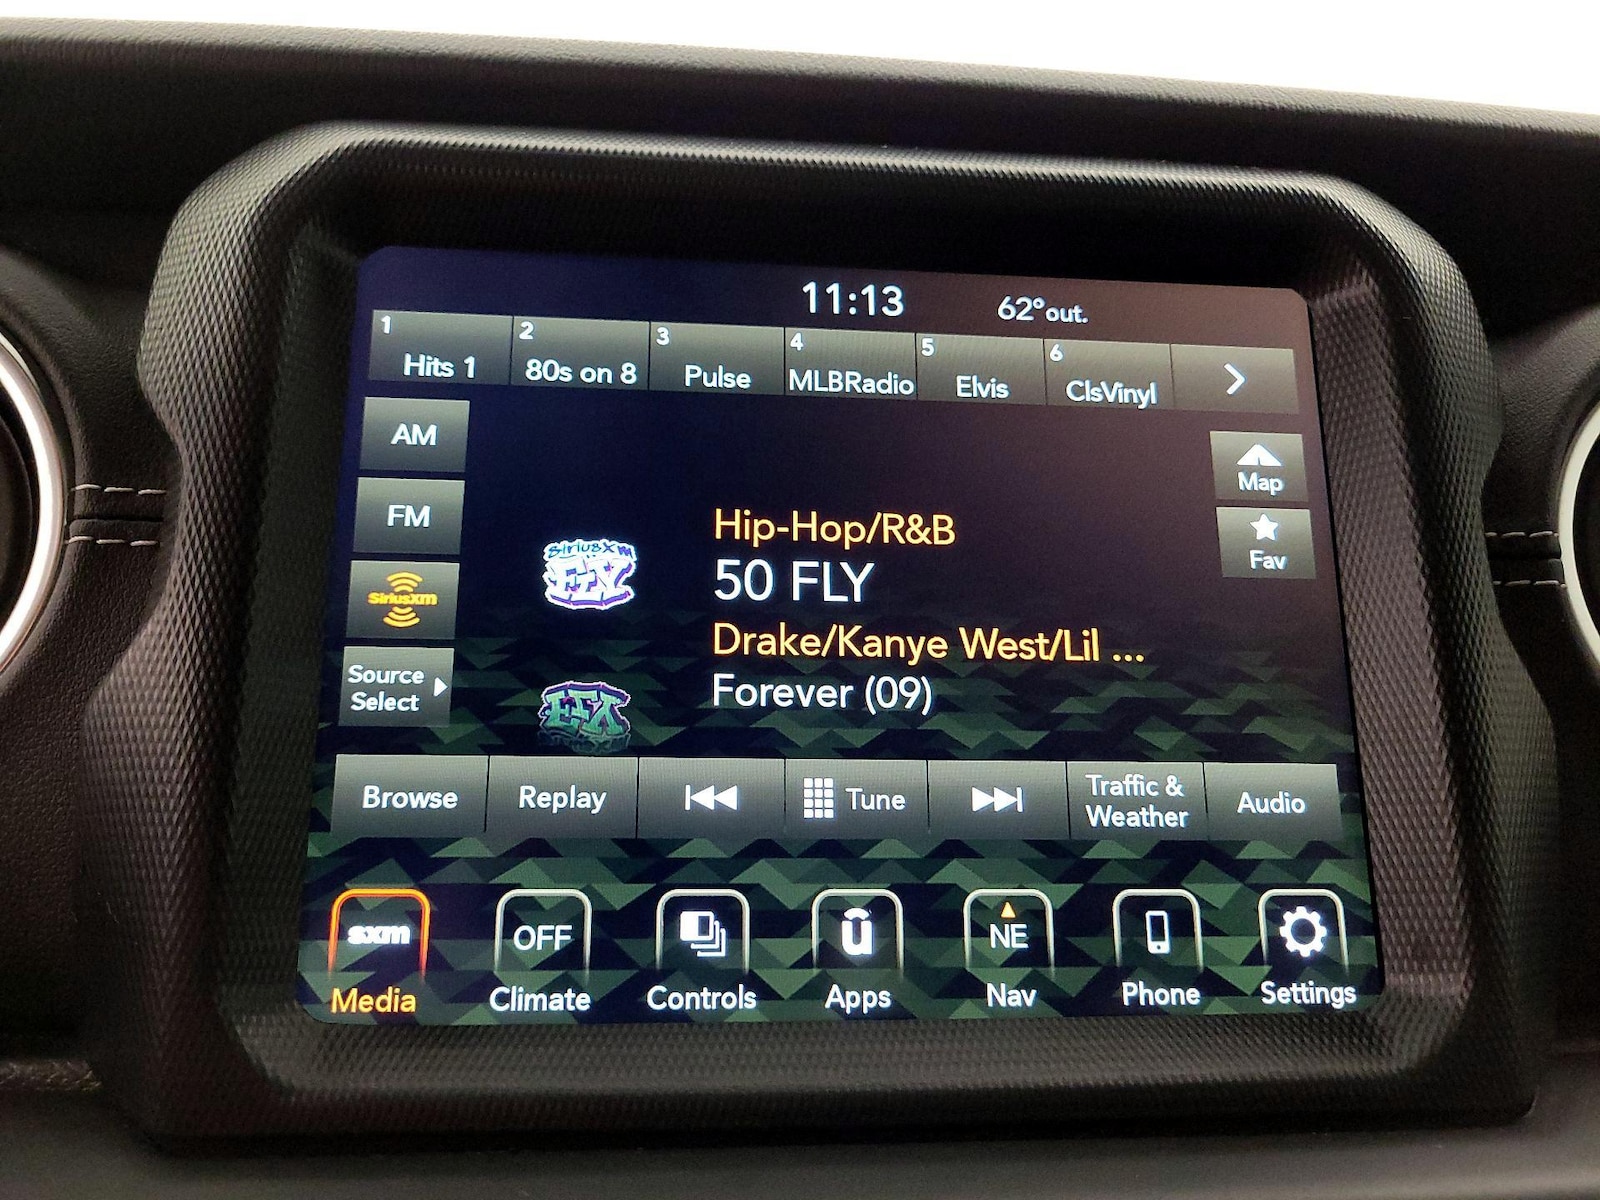 11:13
62° out.
1 Hits 1
2 80s on 8
3 Pulse
4 MLBRadio
5 Elvis
6 ClsVinyl
AM
FM
SiriusXM
Source
Select
Map
Fav
Hip-Hop/R&B
50 FLY
Drake/Kanye West/Lil ...
Forever (09)
siriusxm
FLY
Browse
Replay
Tune
Traffic &
Weather
Audio
sxm
Media
OFF
Climate
Controls
u
Apps
NE
Nav
Phone
Settings